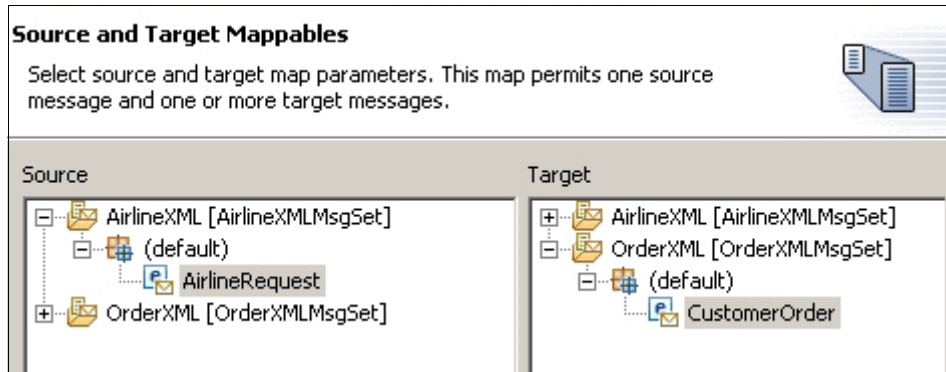 Source and Target Mappables
Select source and target map parameters. This map permits one source
message and one or more target messages.
Source
AirlineXML [AirlineXMLMsgSet]
(default)
AirlineRequest
OrderXML [OrderXMLMsgSet]
Target
AirlineXML [AirlineXMLMsgSet]
OrderXML [OrderXMLMsgSet]
(default)
CustomerOrder